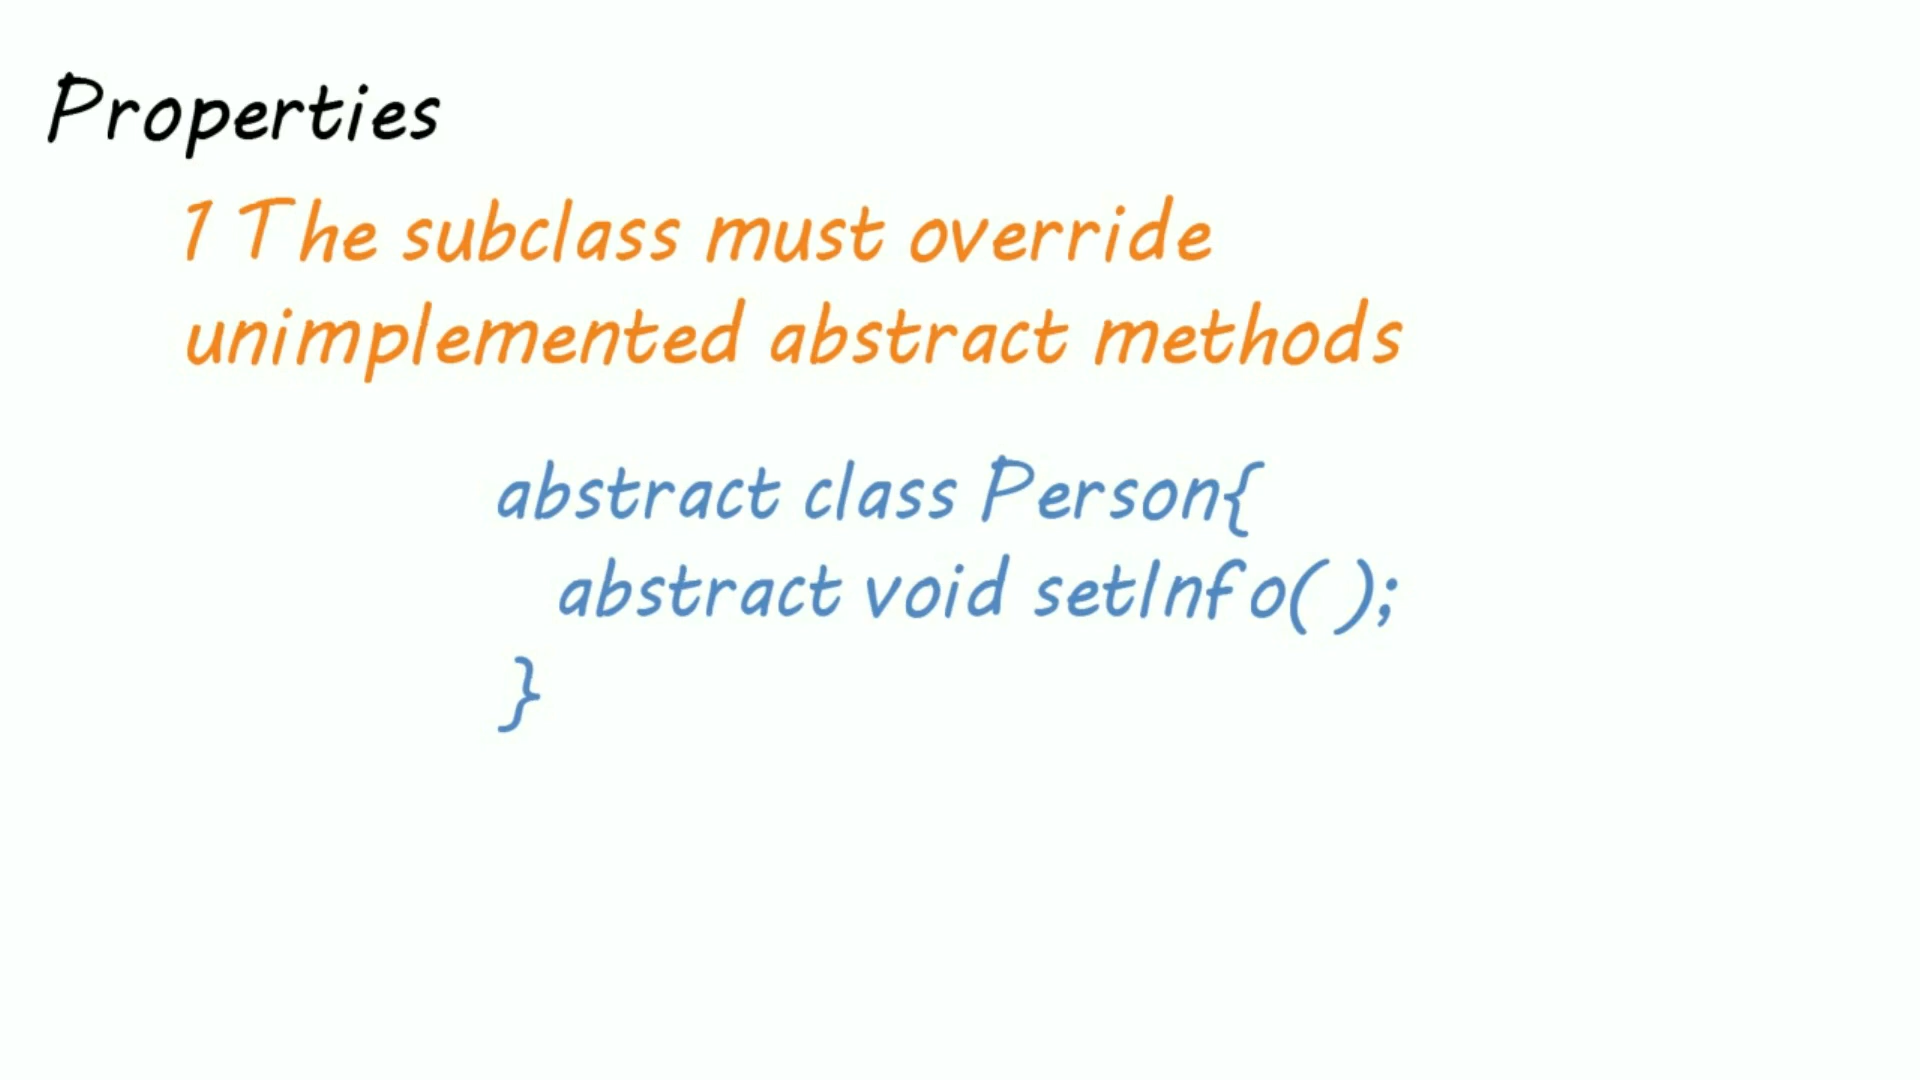 Properties
1 The subclass must override
unimplemented abstract methods
abstract class Person{
abstract void setInfo( );
}